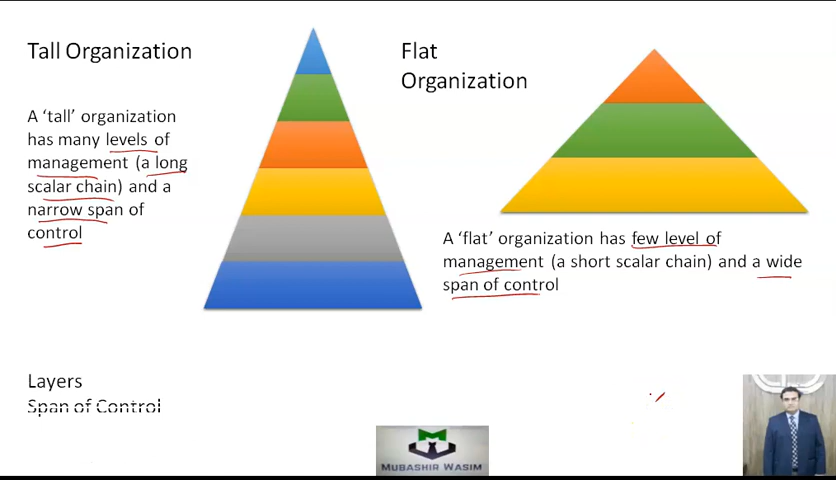 Tall Organization
A ‘tall’ organization
has many levels of
management (a long
scalar chain) and a
narrow span of
control
Flat
Organization
A ‘flat’ organization has few level of
management (a short scalar chain) and a wide
span of control
Layers
Span of Control
MUBASHIR WASIM